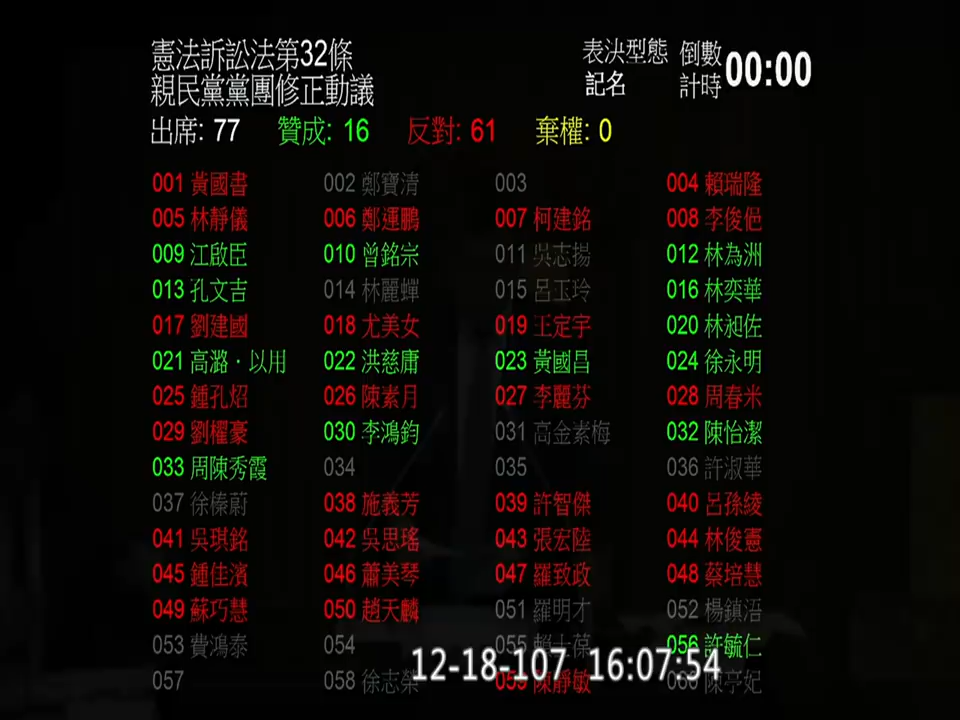 憲法訴訟法第32條
親民黨黨團修正動議
表決型態 記名
倒數計時 00:00
出席: 77 贊成: 16 反對: 61 棄權: 0
001 黃國書 002 鄭寶清 003 004 賴瑞隆
005 林靜儀 006 鄭運鵬 007 柯建銘 008 李俊俋
009 江啟臣 010 曾銘宗 011 吳志揚 012 林為洲
013 孔文吉 014 林麗蟬 015 呂玉玲 016 林奕華
017 劉建國 018 尤美女 019 王定宇 020 林昶佐
021 高潞．以用 022 洪慈庸 023 黃國昌 024 徐永明
025 鍾孔炤 026 陳素月 027 李麗芬 028 周春米
029 劉櫂豪 030 李鴻鈞 031 高金素梅 032 陳怡潔
033 周陳秀霞 034 035 036 許淑華
037 徐榛蔚 038 施義芳 039 許智傑 040 呂孫綾
041 吳琪銘 042 吳思瑤 043 張宏陸 044 林俊憲
045 鍾佳濱 046 蕭美琴 047 羅致政 048 蔡培慧
049 蘇巧慧 050 趙天麟 051 羅明才 052 楊鎮浯
053 費鴻泰 054 055 賴士葆 056 許毓仁
057 058 徐志榮 059 陳靜敏 060 陳亭妃
12-18-107 16:07:54